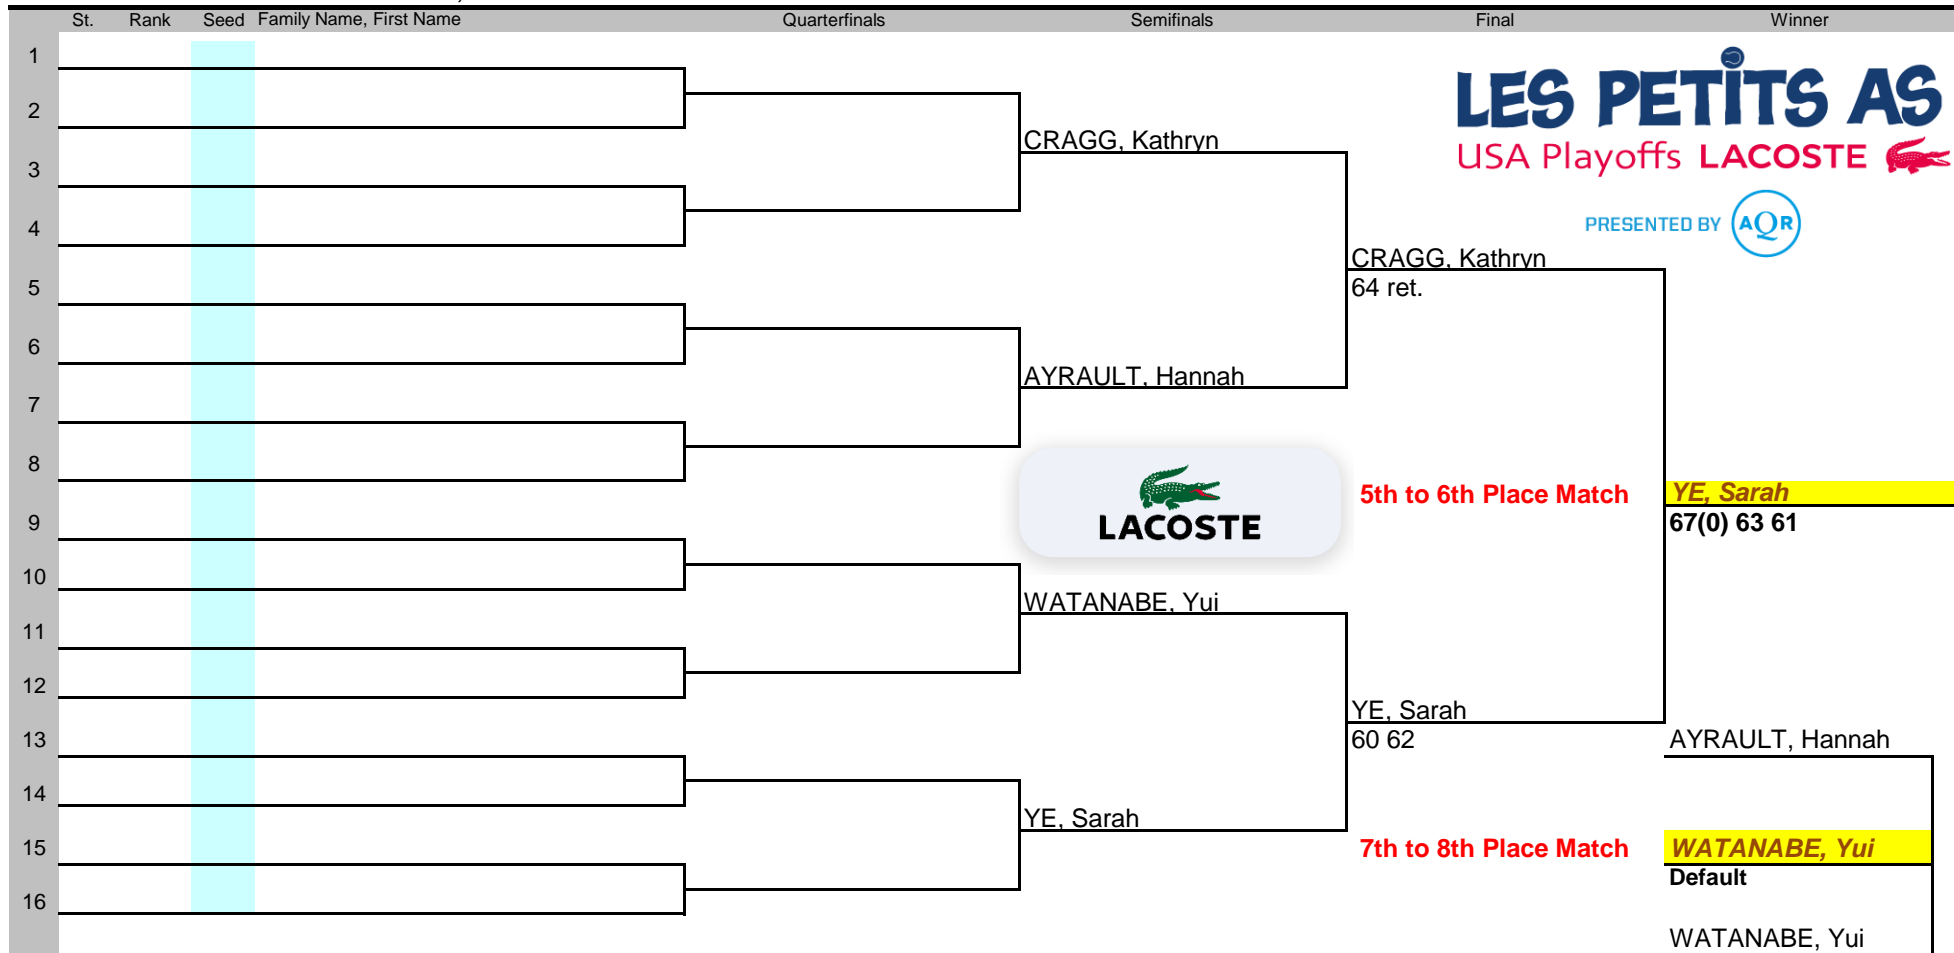 St. Rank Seed Family Name, First Name Quarterfinals Semifinals Final Winner
1
LES PETITS AS
2
CRAGG, Kathryn
USA Playoffs LACOSTE
3
PRESENTED BY AQR
4
CRAGG, Kathryn
5
64 ret.
6
AYRAULT, Hannah
7
8
LACOSTE
5th to 6th Place Match
YE, Sarah
9
67(0) 63 61
10
WATANABE, Yui
11
12
YE, Sarah
13
60 62
AYRAULT, Hannah
14
YE, Sarah
15
7th to 8th Place Match
WATANABE, Yui
Default
16
WATANABE, Yui